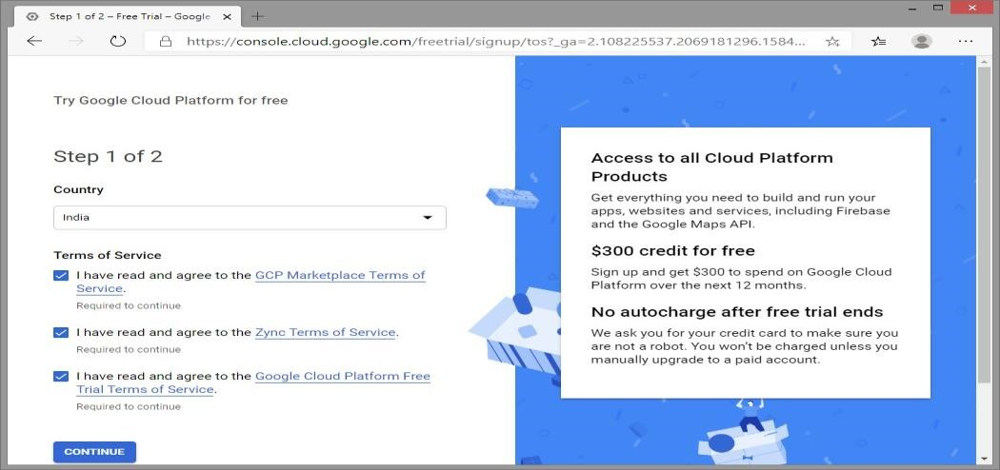 Step 1 of 2 – Free Trial – Google
https://console.cloud.google.com/freetrial/signup/tos?_ga=2.108225537.2069181296.1584...
Try Google Cloud Platform for free
Step 1 of 2
Country
India
Terms of Service
I have read and agree to the GCP Marketplace Terms of
Service.
Required to continue
I have read and agree to the Zync Terms of Service.
Required to continue
I have read and agree to the Google Cloud Platform Free
Trial Terms of Service.
Required to continue
CONTINUE
Access to all Cloud Platform
Products
Get everything you need to build and run your
apps, websites and services, including Firebase
and the Google Maps API.
$300 credit for free
Sign up and get $300 to spend on Google Cloud
Platform over the next 12 months.
No autocharge after free trial ends
We ask you for your credit card to make sure you
are not a robot. You won't be charged unless you
manually upgrade to a paid account.